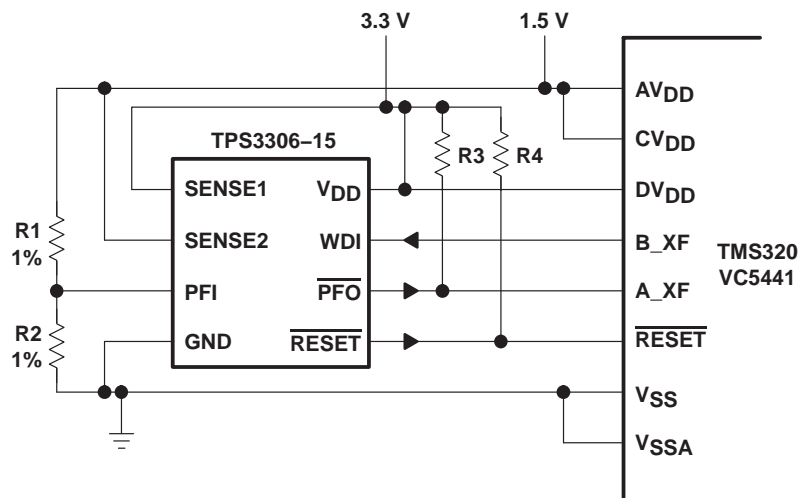 3.3 V
1.5 V
TPS3306–15
R3
R4
R1
1%
R2
1%
SENSE1
SENSE2
PFI
GND
VDD
WDI
PFO
RESET
AVDD
CVDD
DVDD
B_XF
A_XF
RESET
VSS
VSSA
TMS320
VC5441